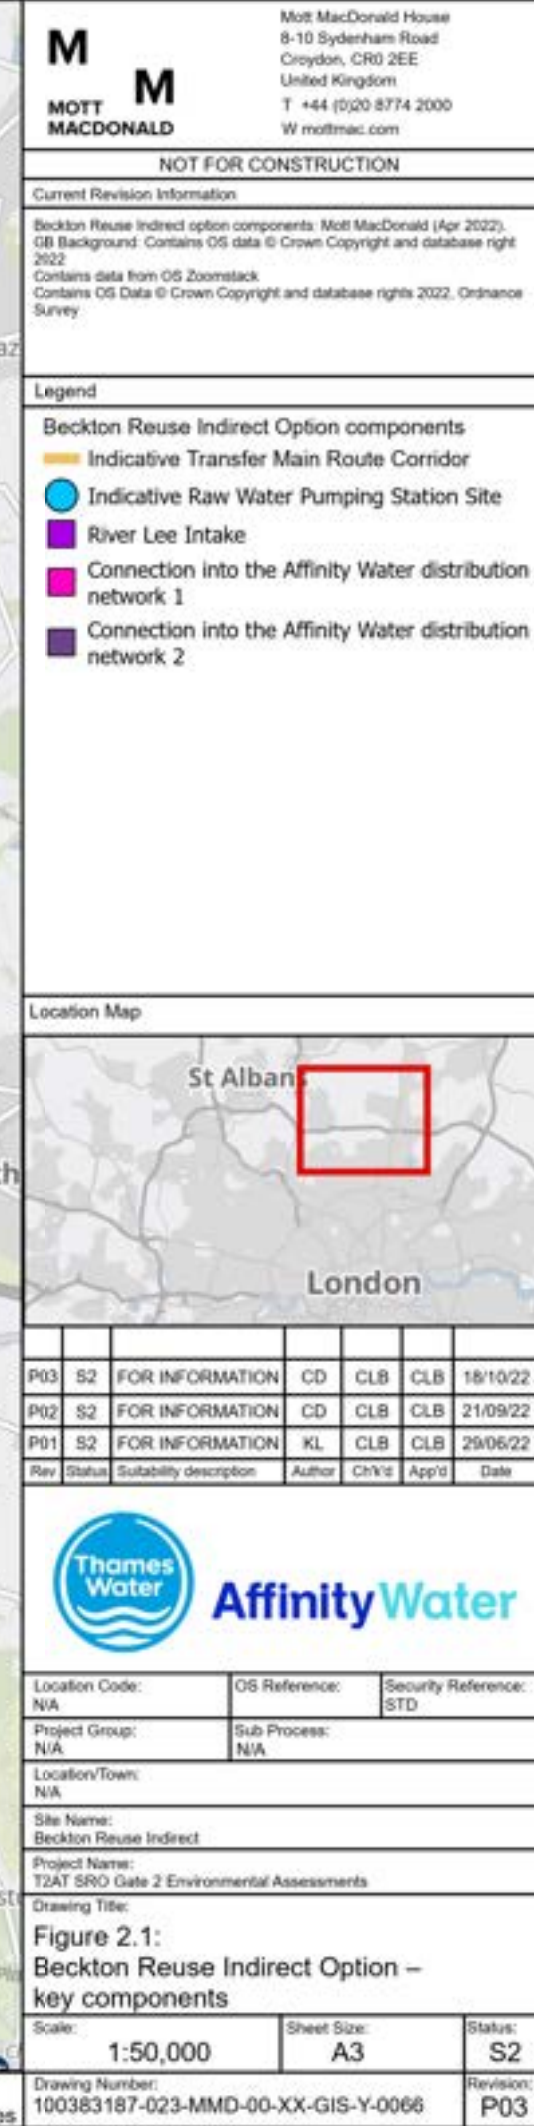 M
M
MOTT
MACDONALD
Mott MacDonald House
8-10 Sydenham Road
Croydon, CR0 2EE
United Kingdom
T +44 (0)20 8774 2000
W mottmac.com
NOT FOR CONSTRUCTION
Current Revision Information
Beckton Reuse Indirect option components: Mott MacDonald (Apr 2022).
GB Background: Contains OS data © Crown Copyright and database right
2022
Contains data from OS Zoomstack
Contains OS Data © Crown Copyright and database rights 2022, Ordnance
Survey
Legend
Beckton Reuse Indirect Option components
Indicative Transfer Main Route Corridor
Indicative Raw Water Pumping Station Site
River Lee Intake
Connection into the Affinity Water distribution
network 1
Connection into the Affinity Water distribution
network 2
Location Map
St Albans
London
P03 S2 FOR INFORMATION CD CLB CLB 18/10/22
P02 S2 FOR INFORMATION CD CLB CLB 21/09/22
P01 S2 FOR INFORMATION KL CLB CLB 29/06/22
Rev Status Suitability description Author Ch'k'd App'd Date
Thames
Water
AffinityWater
Location Code:
N/A
OS Reference:
Security Reference:
STD
Project Group:
N/A
Sub Process:
N/A
Location/Town:
N/A
Site Name:
Beckton Reuse Indirect
Project Name:
T2AT SRO Gate 2 Environmental Assessments
Drawing Title:
Figure 2.1:
Beckton Reuse Indirect Option –
key components
Scale:
1:50,000
Sheet Size:
A3
Status:
S2
Drawing Number:
100383187-023-MMD-00-XX-GIS-Y-0066
Revision:
P03